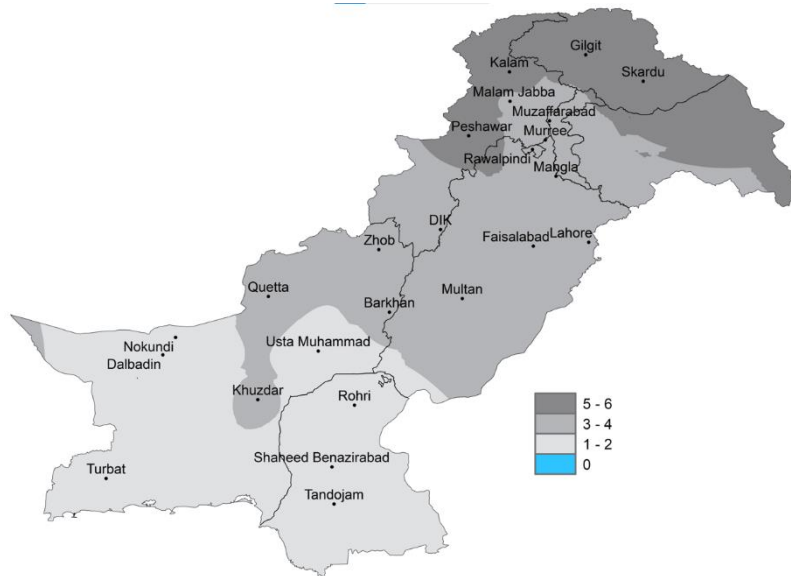 Gilgit
Kalam
Skardu
Malam Jabba
Muzaffarabad
Peshawar
Murree
Rawalpindi
Mangla
DIK
Zhob
Faisalabad
Lahore
Quetta
Multan
Barkhan
Nokundi
Usta Muhammad
Dalbadin
Khuzdar
Rohri
5 - 6
3 - 4
1 - 2
0
Shaheed Benazirabad
Turbat
Tandojam